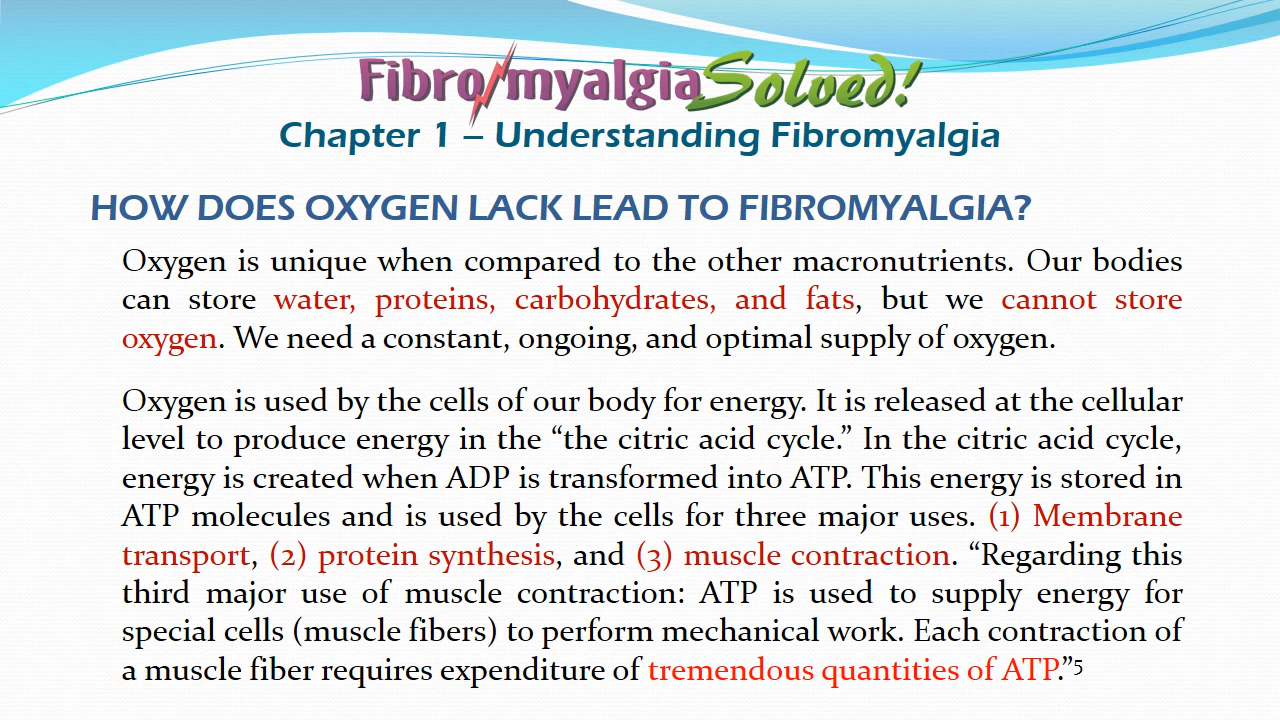 Fibromyalgia Solved!
Chapter 1 – Understanding Fibromyalgia
HOW DOES OXYGEN LACK LEAD TO FIBROMYALGIA?
Oxygen is unique when compared to the other macronutrients. Our bodies
can store water, proteins, carbohydrates, and fats, but we cannot store
oxygen. We need a constant, ongoing, and optimal supply of oxygen.
Oxygen is used by the cells of our body for energy. It is released at the cellular
level to produce energy in the “the citric acid cycle.” In the citric acid cycle,
energy is created when ADP is transformed into ATP. This energy is stored in
ATP molecules and is used by the cells for three major uses. (1) Membrane
transport, (2) protein synthesis, and (3) muscle contraction. “Regarding this
third major use of muscle contraction: ATP is used to supply energy for
special cells (muscle fibers) to perform mechanical work. Each contraction of
a muscle fiber requires expenditure of tremendous quantities of ATP.”5